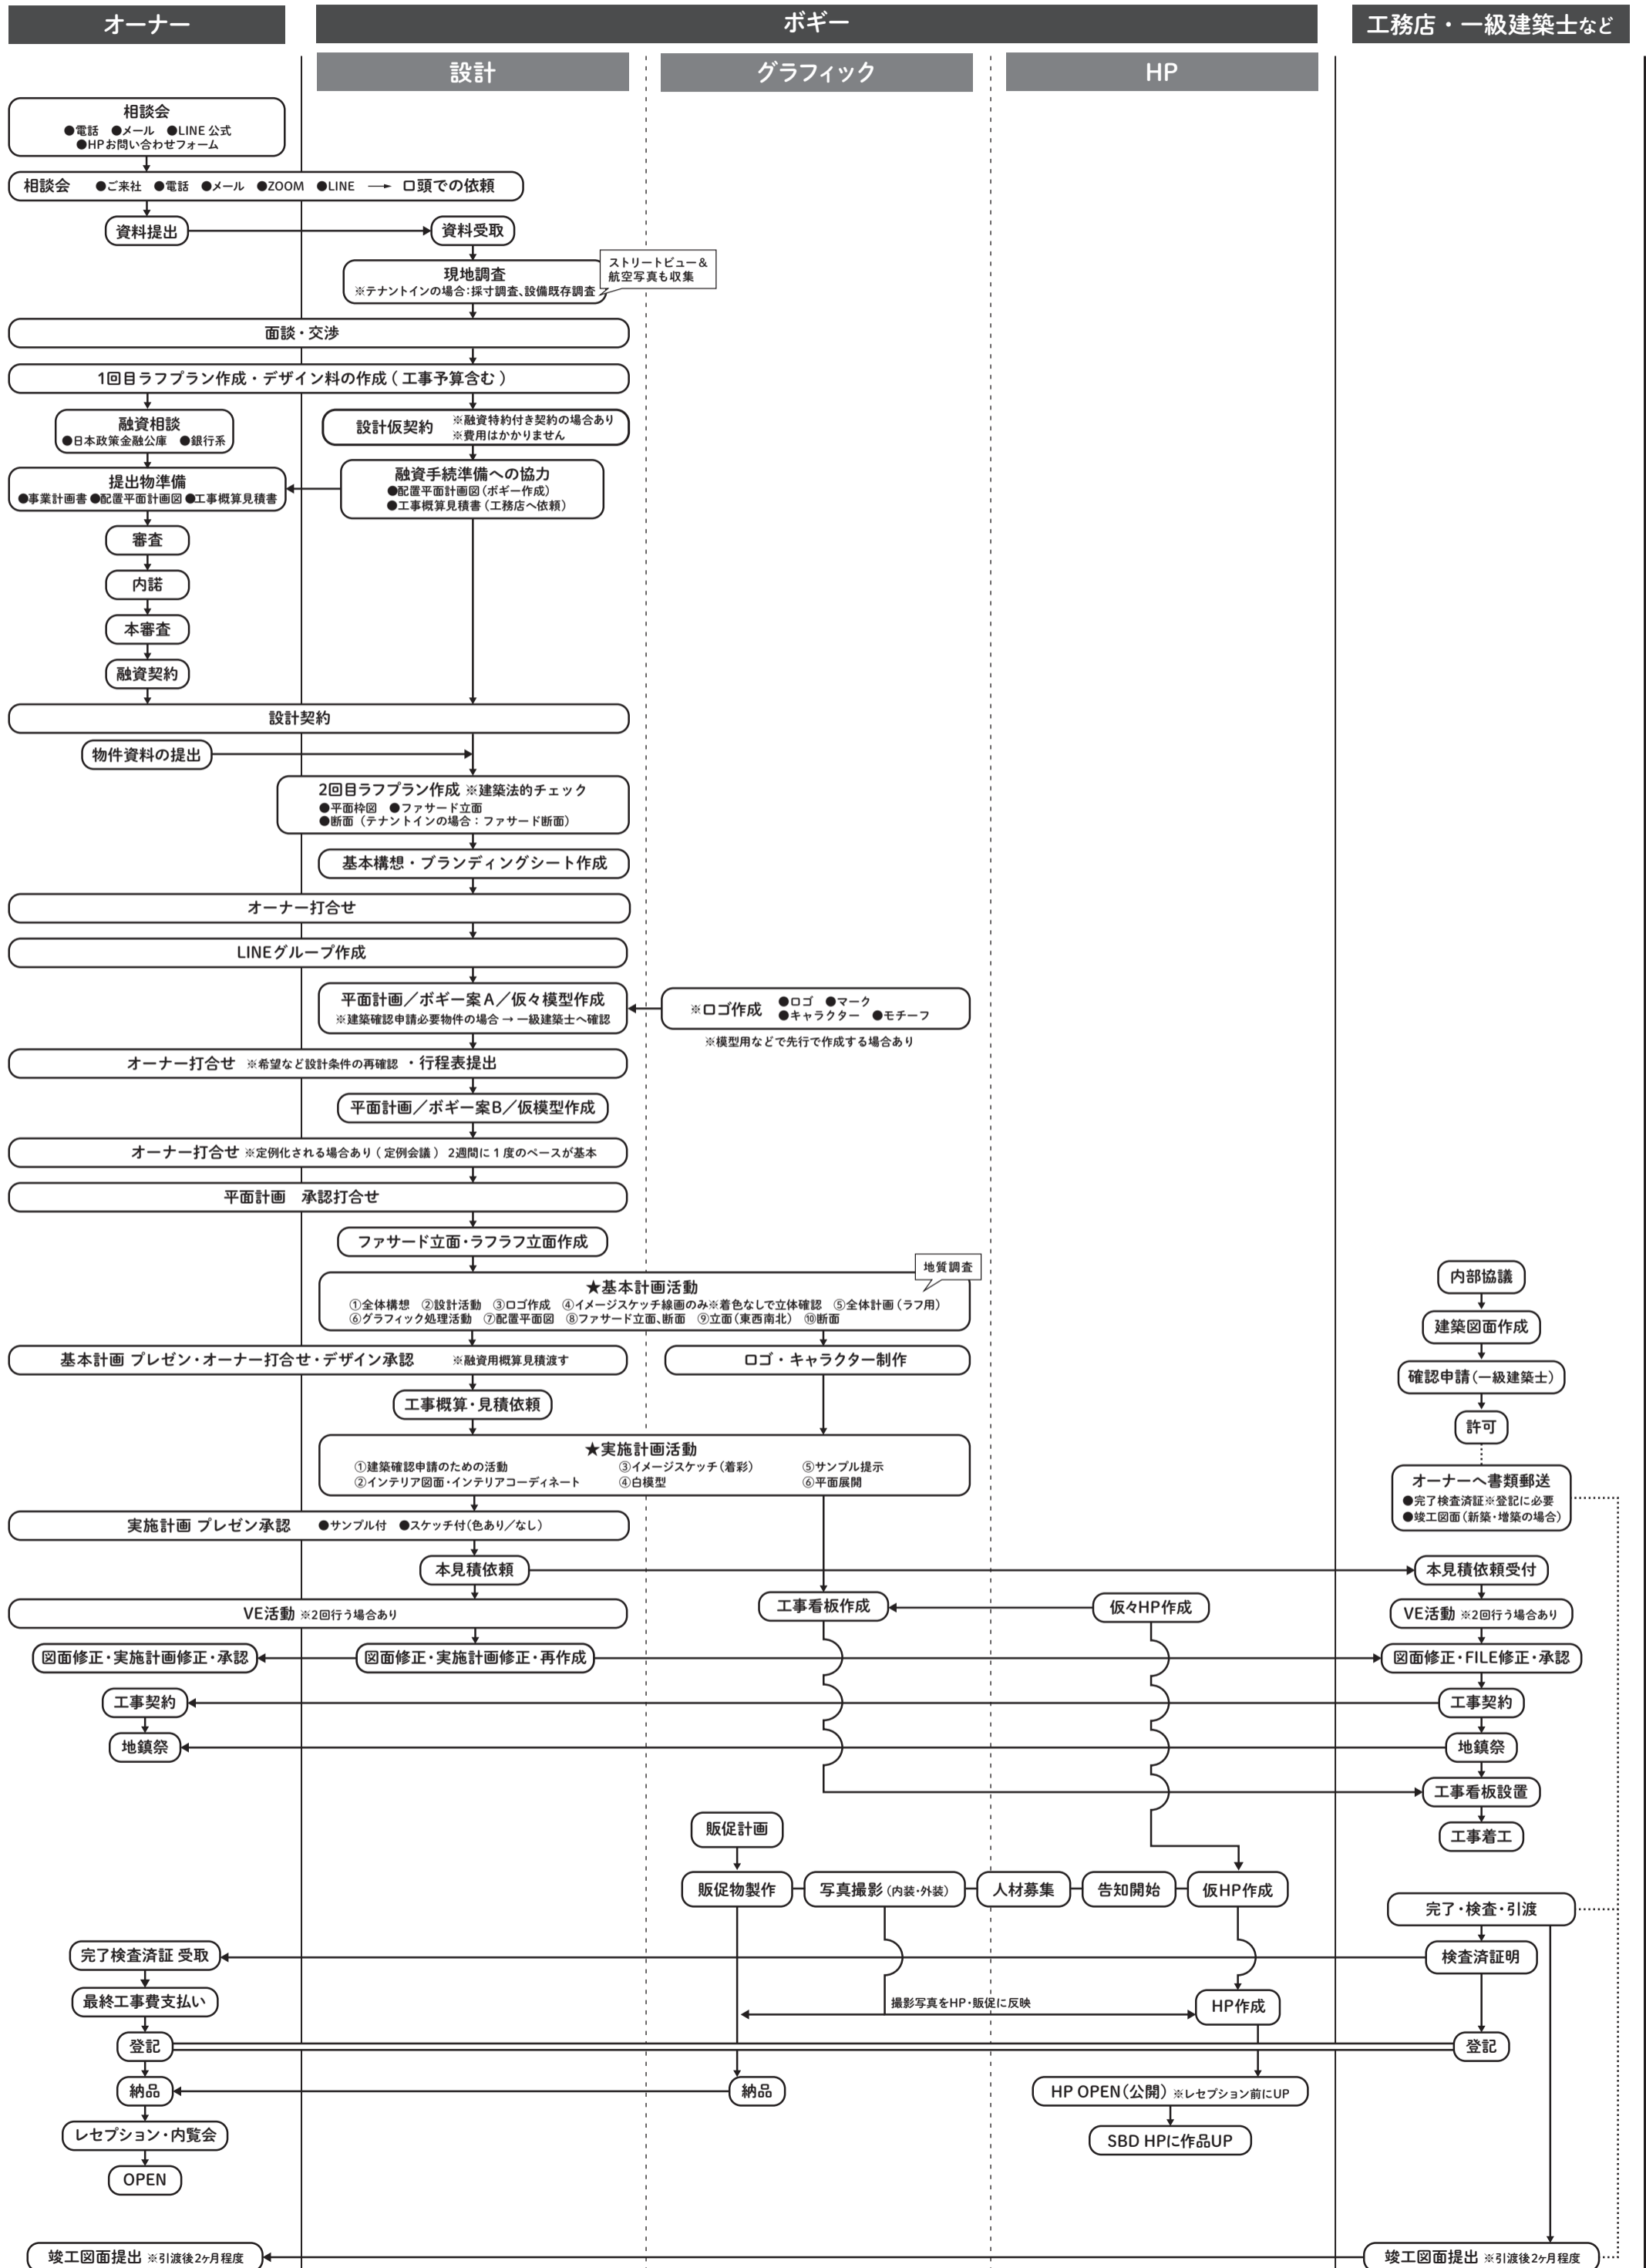 オーナー
ボギー
工務店・一級建築士など
設計
グラフィック
HP
相談会
●電話 ●メール ●LINE 公式
●HPお問い合わせフォーム
相談会 ●ご来社 ●電話 ●メール ●ZOOM ●LINE → 口頭での依頼
資料提出
資料受取
現地調査
※テナントインの場合：採寸調査、設備既存調査
ストリートビュー＆
航空写真も収集
面談・交渉
1回目ラフプラン作成・デザイン料の作成（工事予算含む）
融資相談
●日本政策金融公庫 ●銀行系
設計仮契約
※融資特約付き契約の場合あり
※費用はかかりません
提出物準備
●事業計画書 ●配置平面計画図 ●工事概算見積書
融資手続準備への協力
●配置平面計画図（ボギー作成）
●工事概算見積書（工務店へ依頼）
審査
内諾
本審査
融資契約
設計契約
物件資料の提出
2回目ラフプラン作成 ※建築法的チェック
●平面枠図 ●ファサード立面
●断面（テナントインの場合：ファサード断面）
基本構想・ブランディングシート作成
オーナー打合せ
LINEグループ作成
平面計画／ボギー案A／仮々模型作成
※建築確認申請必要物件の場合 → 一級建築士へ確認
※ロゴ作成
●ロゴ ●マーク
●キャラクター ●モチーフ
※模型用などで先行で作成する場合あり
オーナー打合せ ※希望など設計条件の再確認 ・行程表提出
平面計画／ボギー案B／仮模型作成
オーナー打合せ ※定例化される場合あり（定例会議） 2週間に1度のペースが基本
平面計画 承認打合せ
ファサード立面・ラフラフ立面作成
地質調査
★基本計画活動
①全体構想 ②設計活動 ③ロゴ作成 ④イメージスケッチ線画のみ※着色なしで立体確認 ⑤全体計画（ラフ用）
⑥グラフィック処理活動 ⑦配置平面図 ⑧ファサード立面、断面 ⑨立面（東西南北） ⑩断面
内部協議
建築図面作成
確認申請（一級建築士）
許可
基本計画 プレゼン・オーナー打合せ・デザイン承認 ※融資用概算見積渡す
ロゴ・キャラクター制作
工事概算・見積依頼
★実施計画活動
①建築確認申請のための活動 ③イメージスケッチ（着彩） ⑤サンプル提示
②インテリア図面・インテリアコーディネート ④白模型 ⑥平面展開
オーナーへ書類郵送
●完了検査済証※登記に必要
●竣工図面（新築・増築の場合）
実施計画 プレゼン承認 ●サンプル付 ●スケッチ付（色あり／なし）
本見積依頼
本見積依頼受付
VE活動 ※2回行う場合あり
工事看板作成
仮々HP作成
VE活動 ※2回行う場合あり
図面修正・実施計画修正・承認
図面修正・実施計画修正・再作成
図面修正・FILE修正・承認
工事契約
工事契約
地鎮祭
地鎮祭
工事看板設置
販促計画
工事着工
販促物製作
写真撮影（内装・外装）
人材募集
告知開始
仮HP作成
完了・検査・引渡
完了検査済証 受取
検査済証明
最終工事費支払い
撮影写真をHP・販促に反映
HP作成
登記
登記
納品
納品
HP OPEN（公開） ※レセプション前にUP
レセプション・内覧会
SBD HPに作品UP
OPEN
竣工図面提出 ※引渡後2ヶ月程度
竣工図面提出 ※引渡後2ヶ月程度